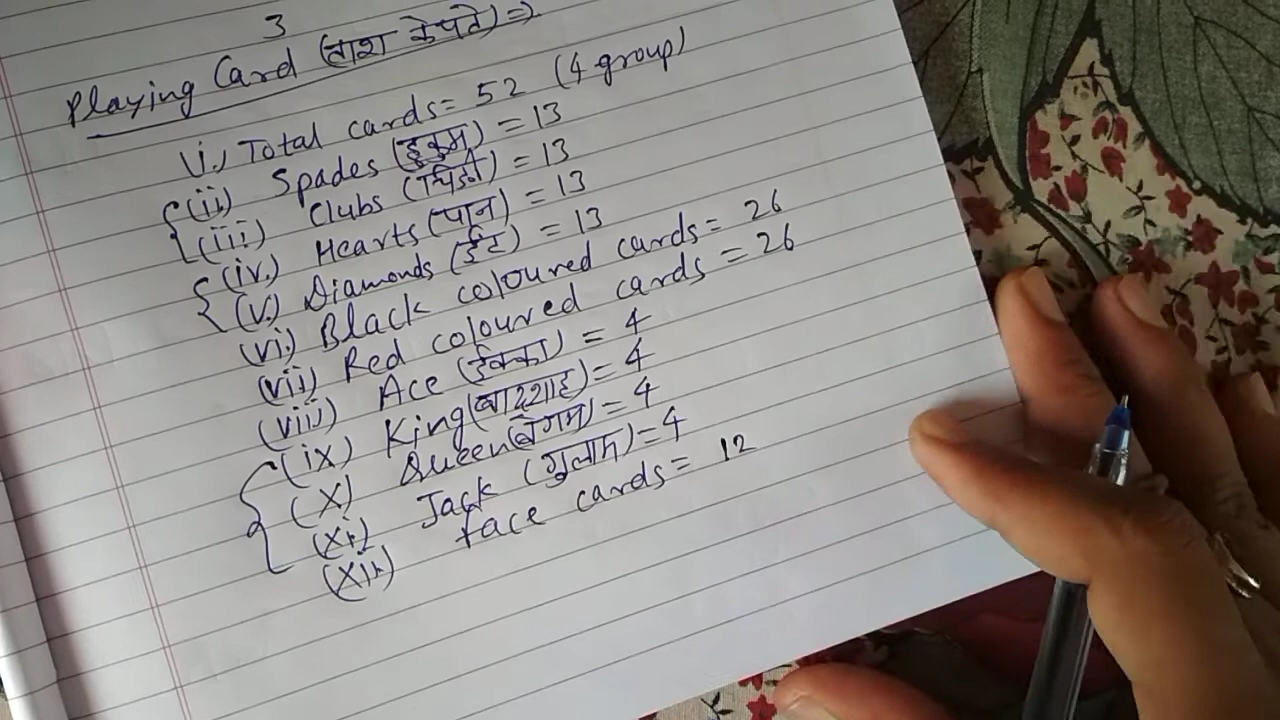 3
Playing Card (ताश के पत्ते) ⇒
(i.) Total cards = 52 (4 group)
(ii) Spades (हुकुम) = 13
(iii) Clubs (चिड़ी) = 13
(iv.) Hearts (पान) = 13
(v.) Diamonds (ईंट) = 13
(vi.) Black coloured cards = 26
(vii) Red coloured cards = 26
(viii) Ace (ईक्का) = 4
(ix) King (बादशाह) = 4
(x) Queen (बेगम) = 4
(xi) Jack (गुलाम) = 4
(xii) face cards = 12